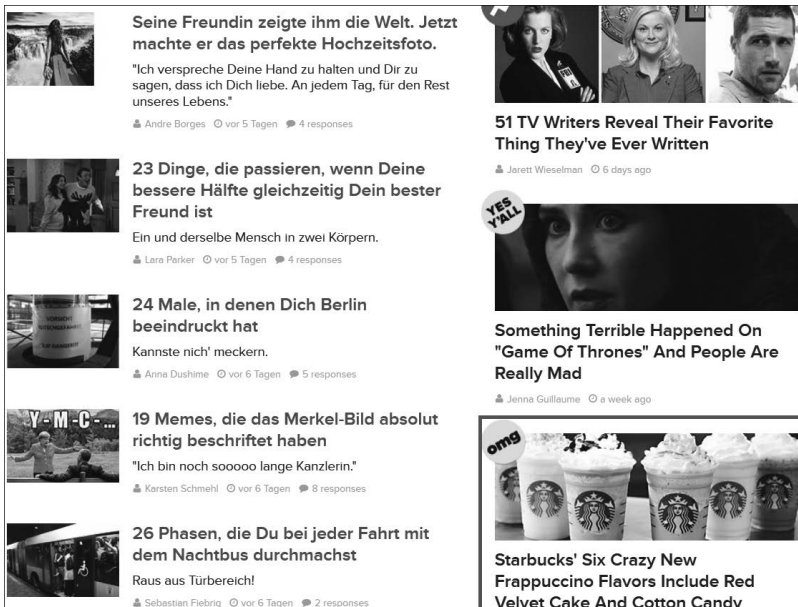 Seine Freundin zeigte ihm die Welt. Jetzt
machte er das perfekte Hochzeitsfoto.
"Ich verspreche Deine Hand zu halten und Dir zu
sagen, dass ich Dich liebe. An jedem Tag, für den Rest
unseres Lebens."
Andre Borges vor 5 Tagen 4 responses
23 Dinge, die passieren, wenn Deine
bessere Hälfte gleichzeitig Dein bester
Freund ist
Ein und derselbe Mensch in zwei Körpern.
Lara Parker vor 5 Tagen 4 responses
VORSICHT
24 Male, in denen Dich Berlin
beeindruckt hat
Kannste nich' meckern.
Anna Dushime vor 6 Tagen 5 responses
Y-M-C-...
19 Memes, die das Merkel-Bild absolut
richtig beschriftet haben
"Ich bin noch sooooo lange Kanzlerin."
Karsten Schmehl vor 6 Tagen 8 responses
26 Phasen, die Du bei jeder Fahrt mit
dem Nachtbus durchmachst
Raus aus Türbereich!
Sebastian Fiebrig vor 6 Tagen 2 responses
FBI
51 TV Writers Reveal Their Favorite
Thing They've Ever Written
Jarett Wieselman 6 days ago
YES
Y'ALL
Something Terrible Happened On
"Game Of Thrones" And People Are
Really Mad
Jenna Guillaume a week ago
omg
Starbucks' Six Crazy New
Frappuccino Flavors Include Red
Velvet Cake And Cotton Candy